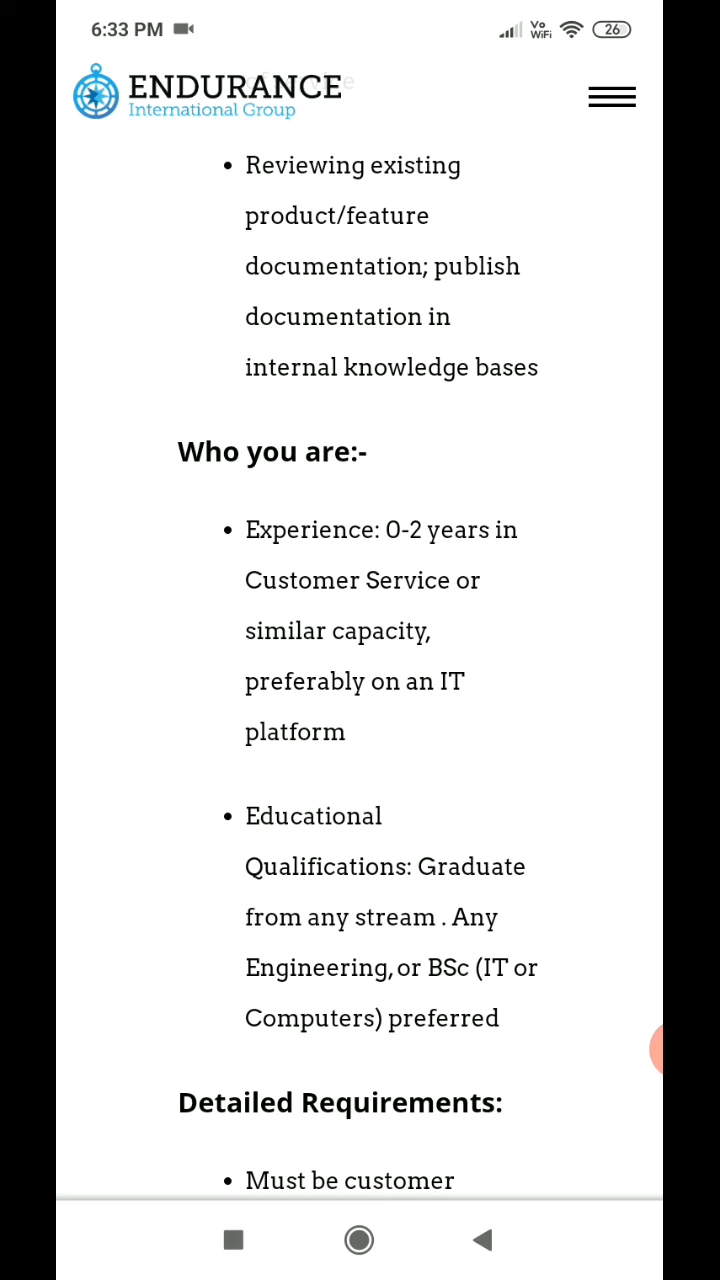 6:33 PM
Vo
WiFi
26
ENDURANCE
International Group
• Reviewing existing
product/feature
documentation; publish
documentation in
internal knowledge bases
Who you are:-
• Experience: 0-2 years in
Customer Service or
similar capacity,
preferably on an IT
platform
• Educational
Qualifications: Graduate
from any stream . Any
Engineering, or BSc (IT or
Computers) preferred
Detailed Requirements:
• Must be customer